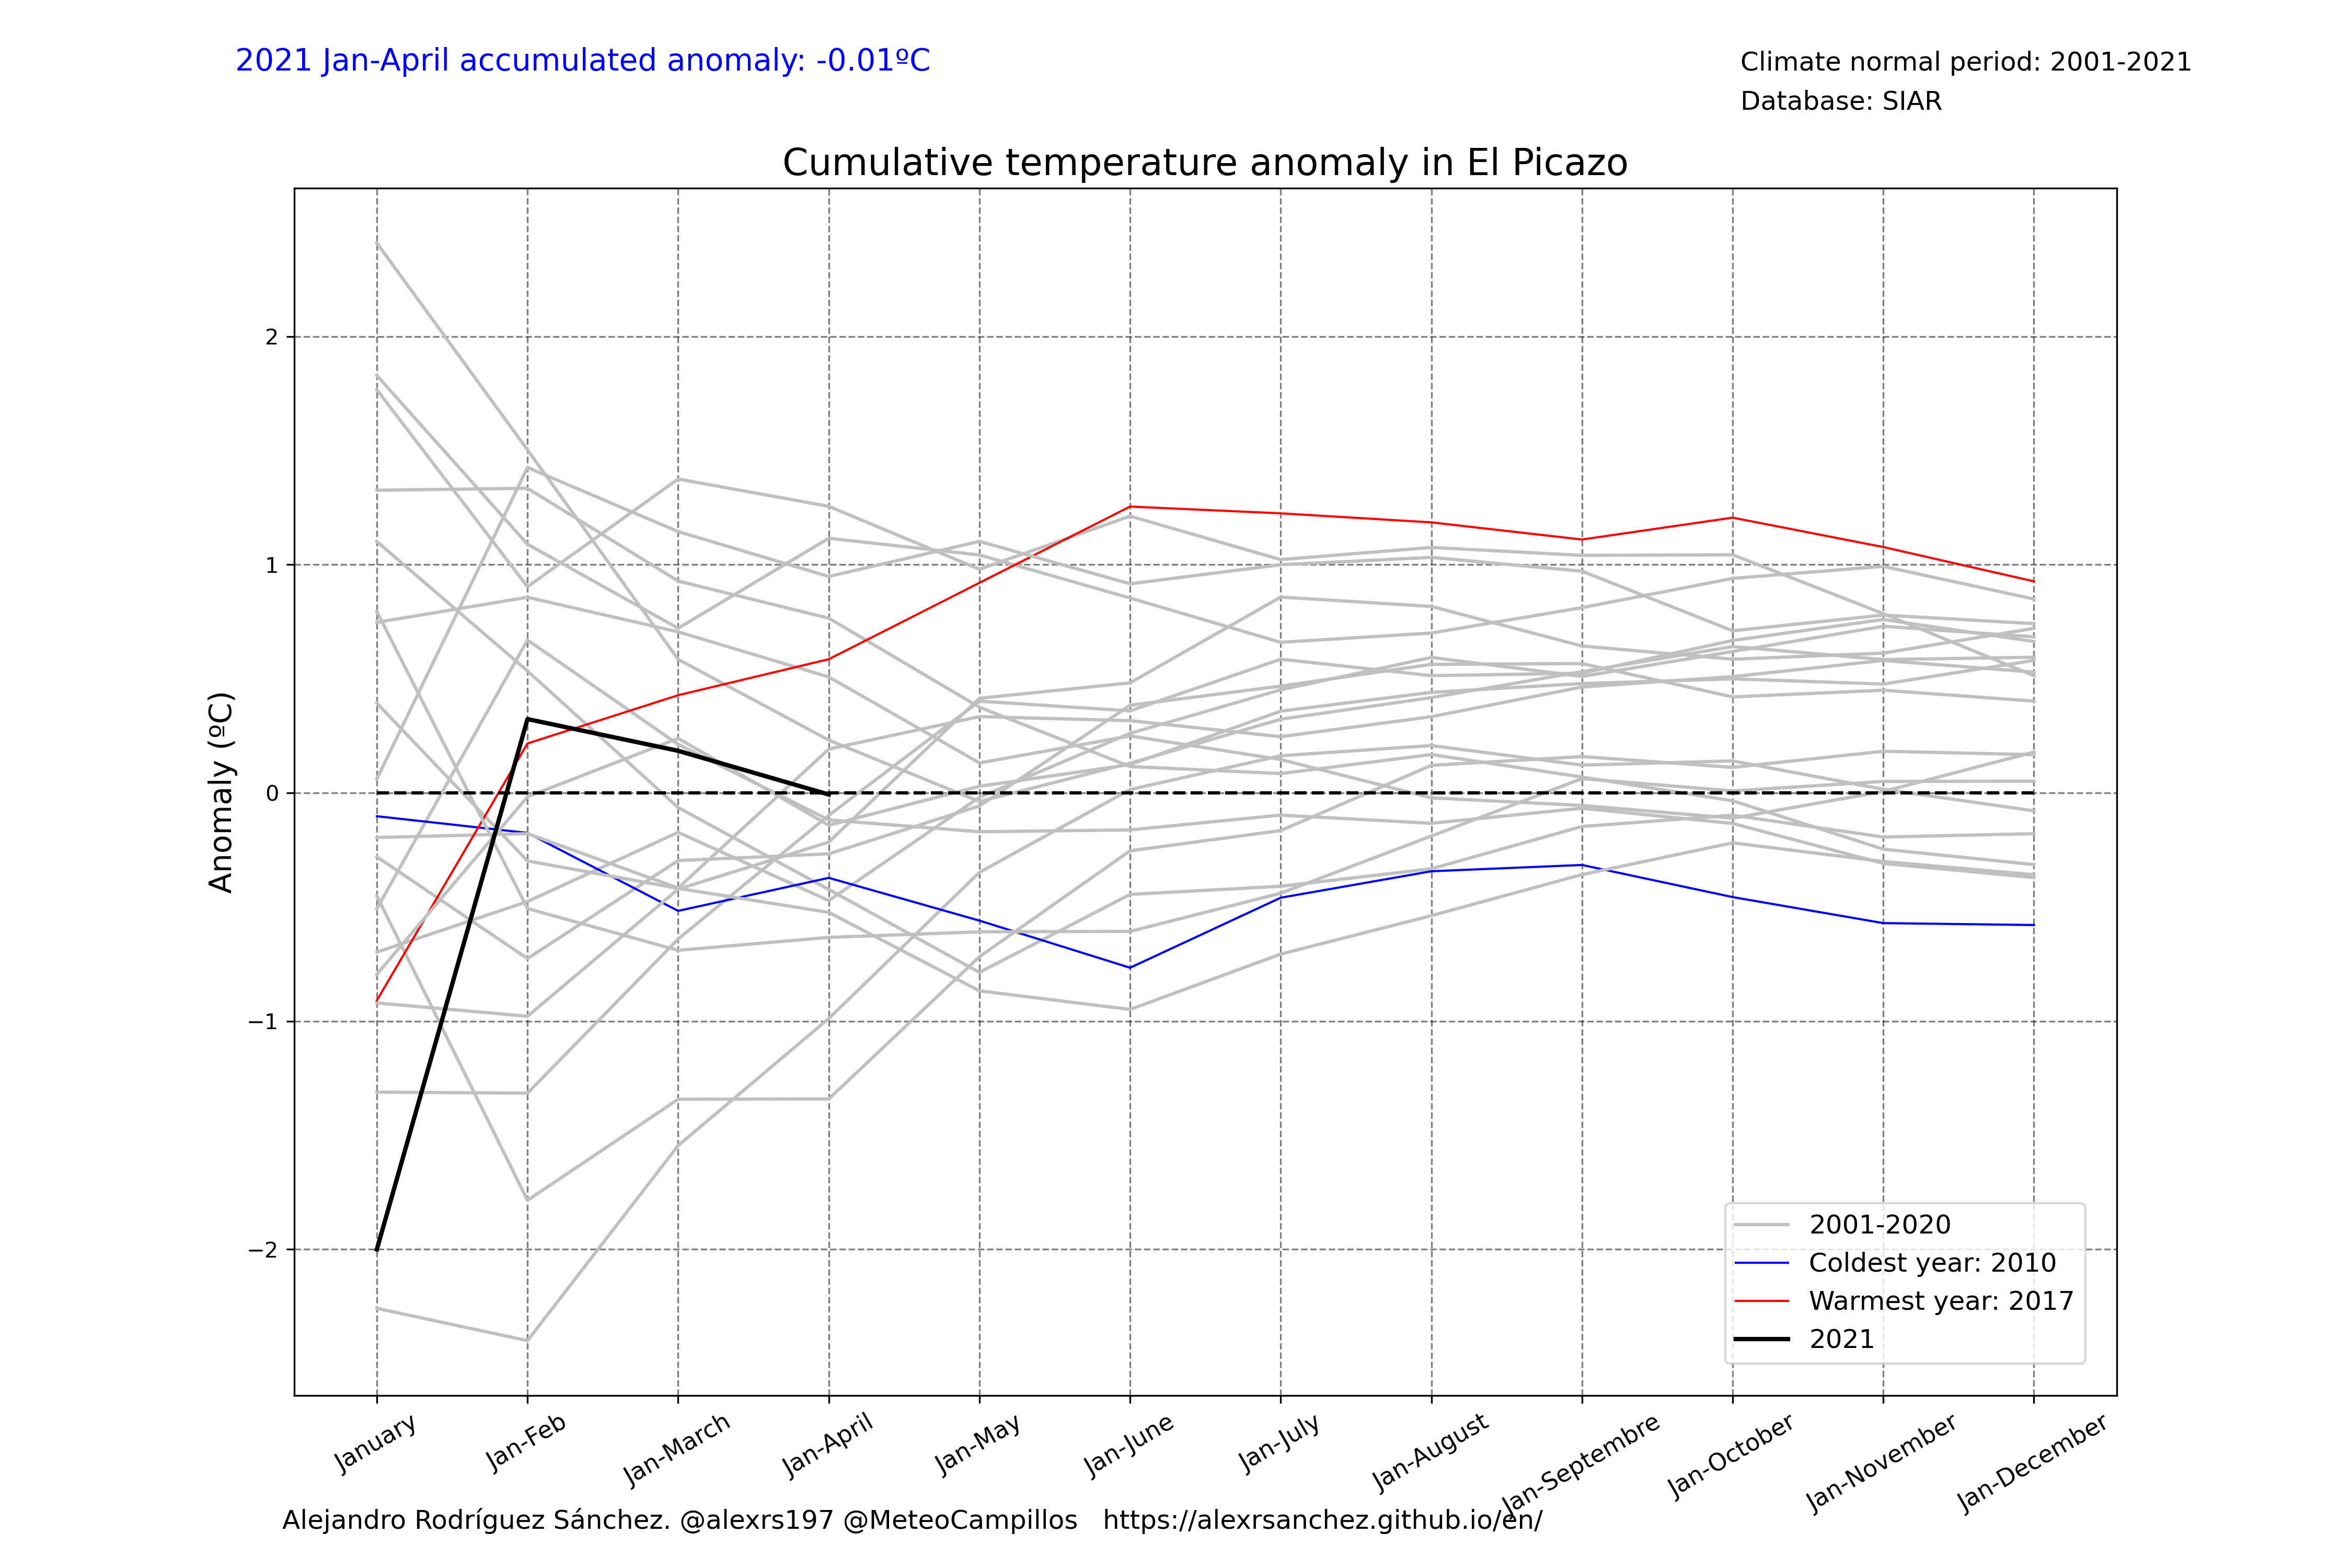 2021 Jan-April accumulated anomaly: -0.01ºC
Climate normal period: 2001-2021
Database: SIAR
Cumulative temperature anomaly in El Picazo
Anomaly (ºC)
2
1
0
−1
−2
2001-2020
Coldest year: 2010
Warmest year: 2017
2021
January
Jan-Feb
Jan-March
Jan-April
Jan-May
Jan-June
Jan-July
Jan-August
Jan-Septembre
Jan-October
Jan-November
Jan-December
Alejandro Rodríguez Sánchez. @alexrs197 @MeteoCampillos   https://alexrsanchez.github.io/en/